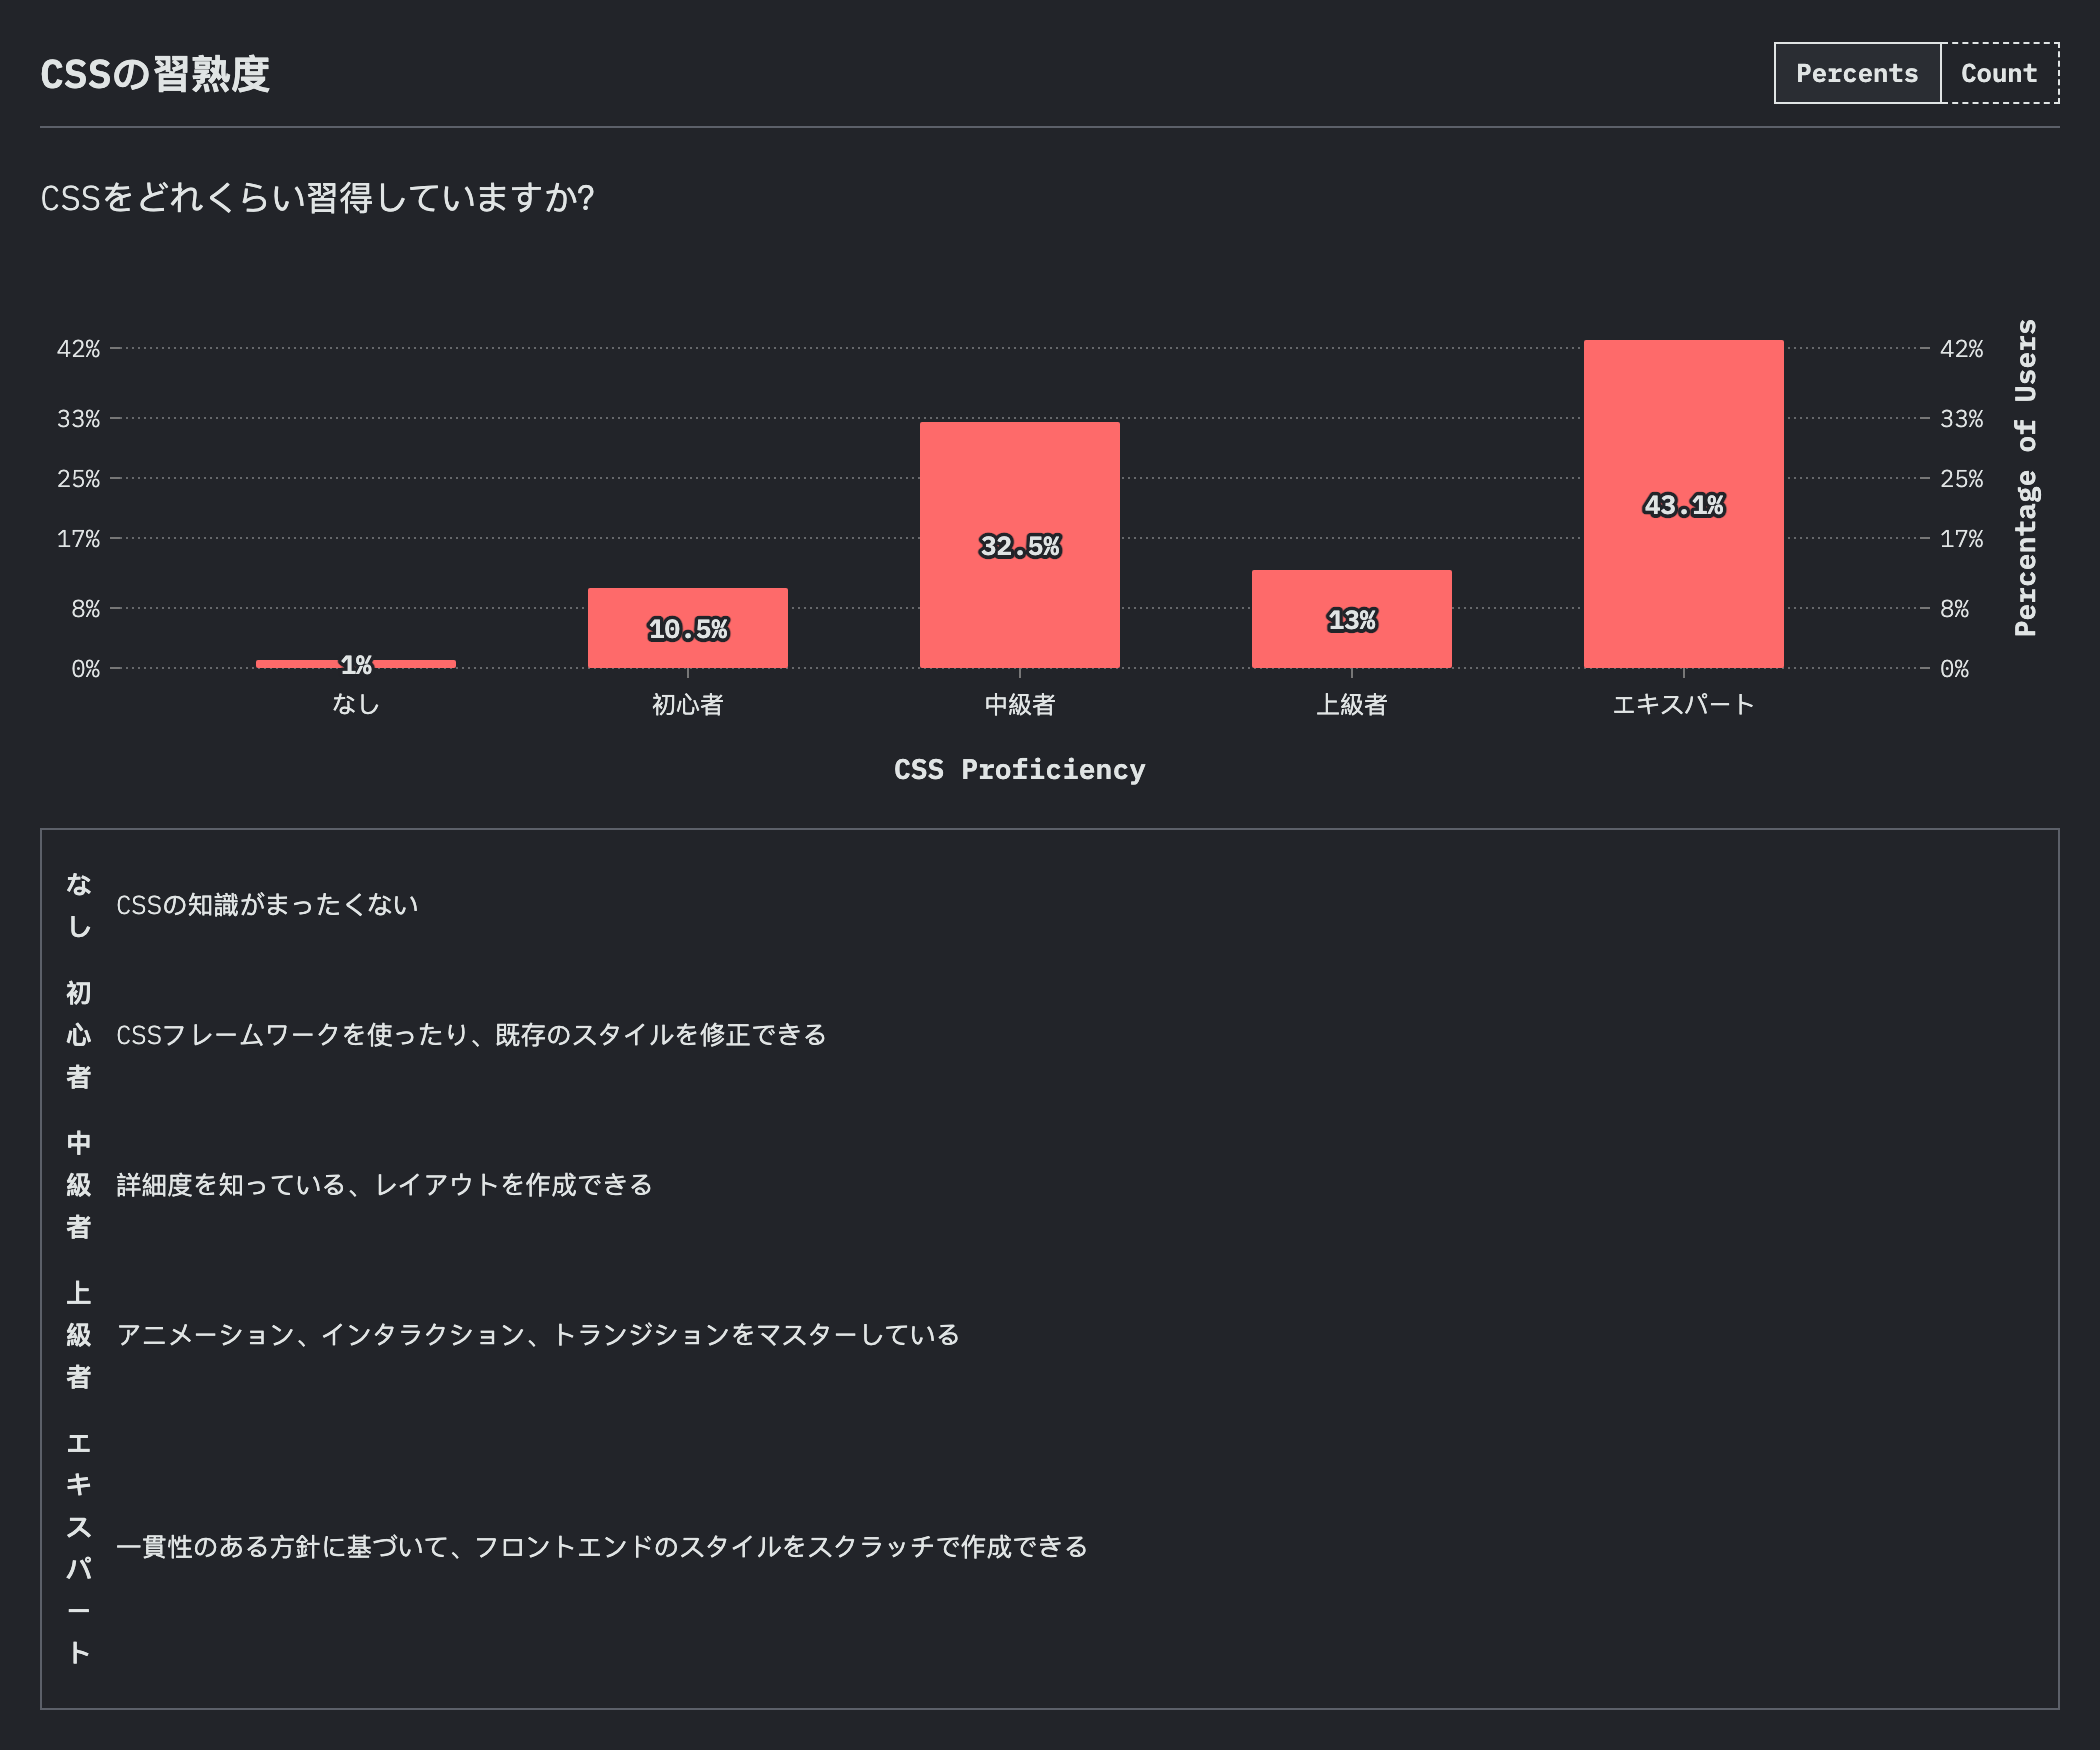 CSSの習熟度
Percents
Count
CSSをどれくらい習得していますか?
42%
33%
25%
17%
8%
0%
1%
10.5%
32.5%
13%
43.1%
42%
33%
25%
17%
8%
0%
Percentage of Users
なし
初心者
中級者
上級者
エキスパート
CSS Proficiency
なし
CSSの知識がまったくない
初心者
CSSフレームワークを使ったり、既存のスタイルを修正できる
中級者
詳細度を知っている、レイアウトを作成できる
上級者
アニメーション、インタラクション、トランジションをマスターしている
エキスパート
一貫性のある方針に基づいて、フロントエンドのスタイルをスクラッチで作成できる